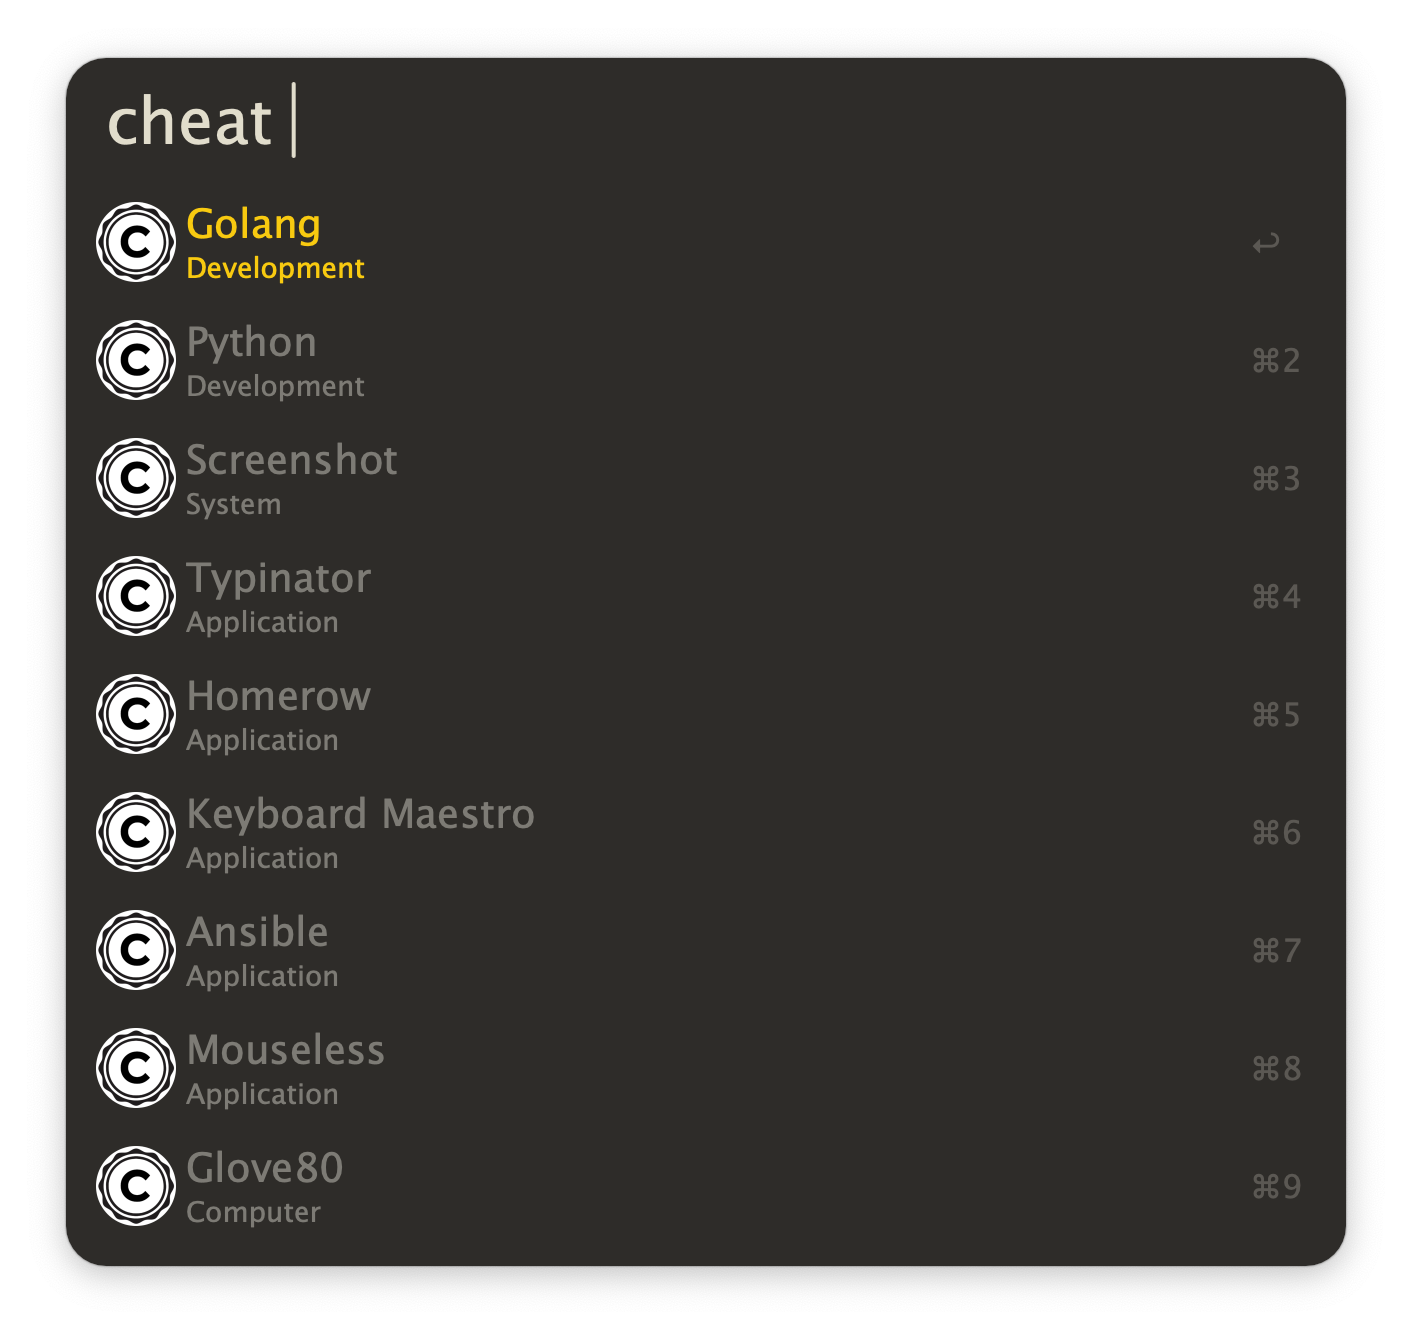 cheat
C
Golang
Development
↩
C
Python
Development
⌘2
C
Screenshot
System
⌘3
C
Typinator
Application
⌘4
C
Homerow
Application
⌘5
C
Keyboard Maestro
Application
⌘6
C
Ansible
Application
⌘7
C
Mouseless
Application
⌘8
C
Glove80
Computer
⌘9